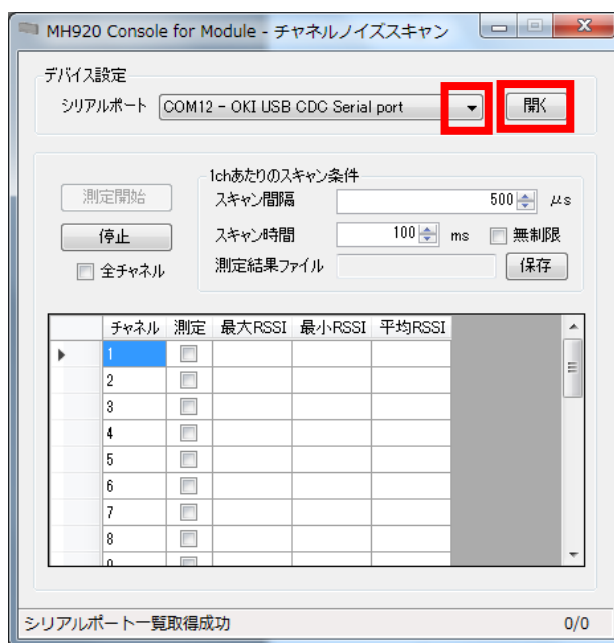 MH920 Console for Module - チャネルノイズスキャン
デバイス設定
シリアルポート COM12 - OKI USB CDC Serial port 開く
1chあたりのスキャン条件
測定開始 スキャン間隔 500 μs
停止 スキャン時間 100 ms 無制限
全チャネル 測定結果ファイル 保存
チャネル 測定 最大RSSI 最小RSSI 平均RSSI
1
2
3
4
5
6
7
8
シリアルポート一覧取得成功 0/0